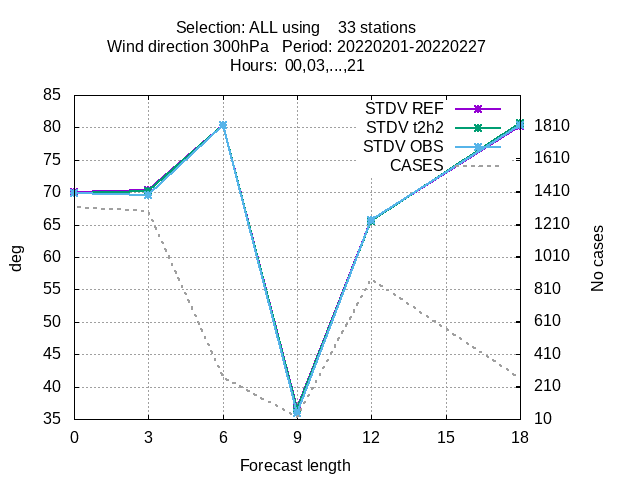 Selection: ALL using    33 stations
Wind direction 300hPa   Period: 20220201-20220227
Hours:  00,03,...,21
STDV REF
STDV t2h2
STDV OBS
CASES
85
80
75
70
65
60
55
50
45
40
35
1810
1610
1410
1210
1010
810
610
410
210
10
0 3 6 9 12 15 18
deg
No cases
Forecast length